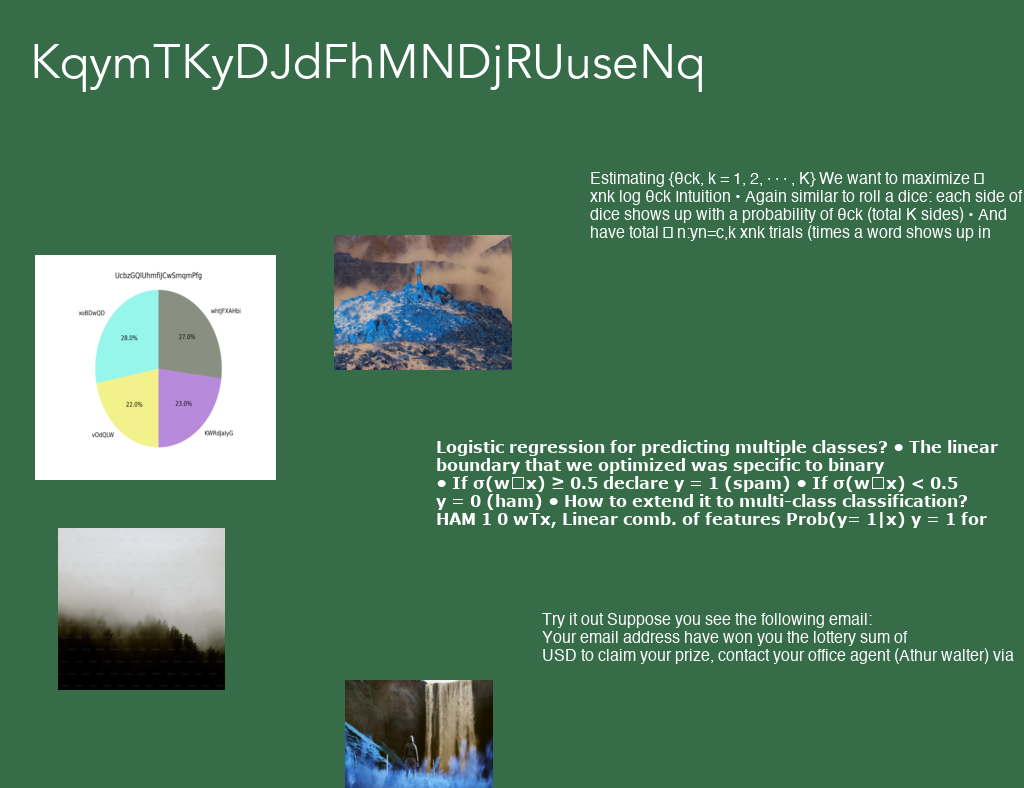 KqymTKyDJdFhMNDjRUuseNq
Estimating {θck, k = 1, 2, · · · , K} We want to maximize □
xnk log θck Intuition • Again similar to roll a dice: each side of
dice shows up with a probability of θck (total K sides) • And
have total □ n:yn=c,k xnk trials (times a word shows up in
UcbzGQlUhmfiJCwSmqmPfg
xoBDwQD
whtJFXAHbi
28.0%
27.0%
22.0%
23.0%
vOdQLW
KWRdJalyG
Logistic regression for predicting multiple classes? ● The linear
boundary that we optimized was specific to binary
● If σ(w□x) ≥ 0.5 declare y = 1 (spam) ● If σ(w□x) < 0.5
y = 0 (ham) ● How to extend it to multi-class classification?
HAM 1 0 wTx, Linear comb. of features Prob(y= 1|x) y = 1 for
Try it out Suppose you see the following email:
Your email address have won you the lottery sum of
USD to claim your prize, contact your office agent (Athur walter) via